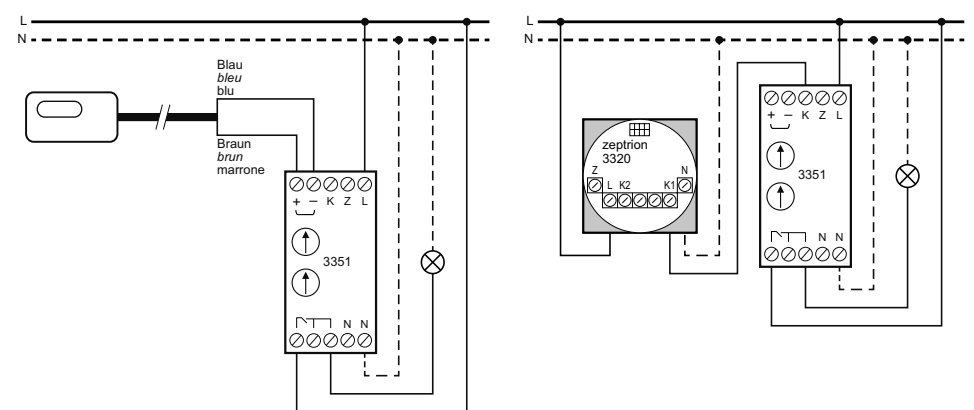 L
N
Blau
bleu
blu
Braun
brun
marrone
+ – K Z L
3351
N N
L
N
zeptrion
3320
Z
N
L K2 K1
+ – K Z L
3351
N N